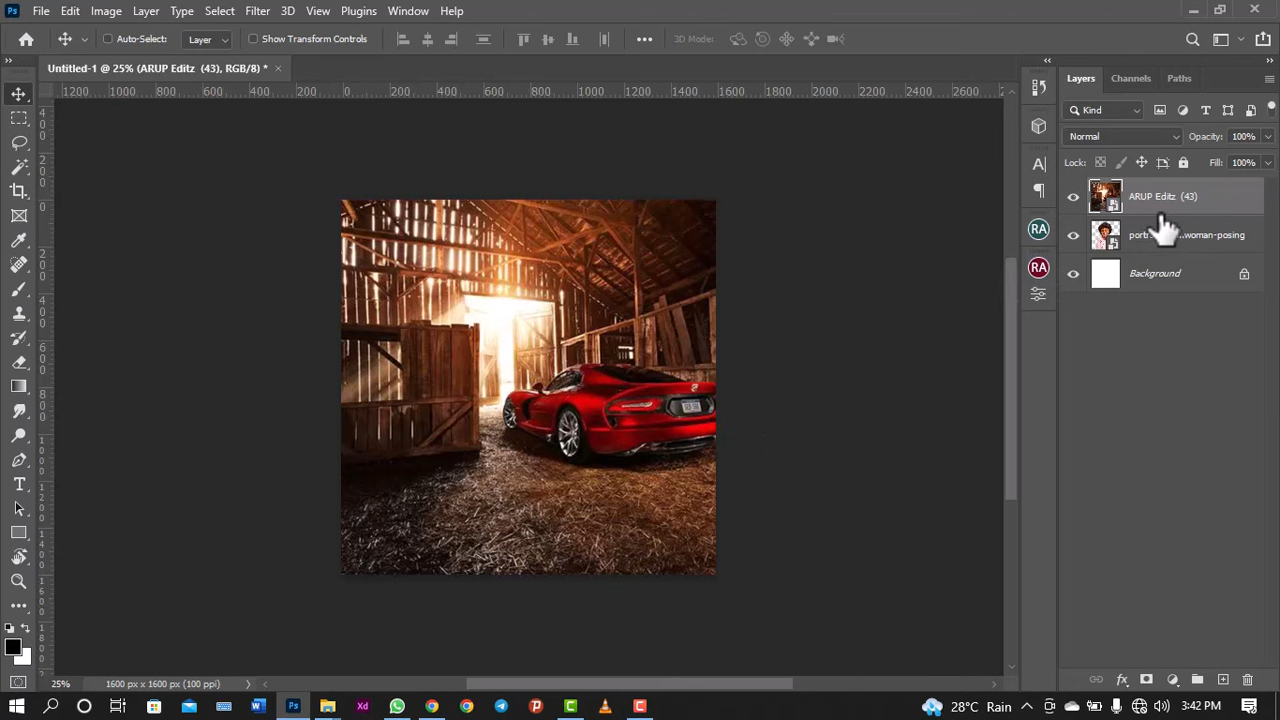 Ps File Edit Image Layer Type Select Filter 3D View Plugins Window Help
Auto-Select: Layer Show Transform Controls 3D Mode:
Untitled-1 @ 25% (ARUP Editz (43), RGB/8) *
1200 1000 800 600 400 200 0 200 400 600 800 1000 1200 1400 1600 1800 2000 2200 2400 2600
Layers Channels Paths
Kind
Normal Opacity: 100%
Lock: Fill: 100%
ARUP Editz (43)
woman-posing
Background
RA
RA
25% 1600 px x 1600 px (100 ppi)
28°C Rain 3:42 PM